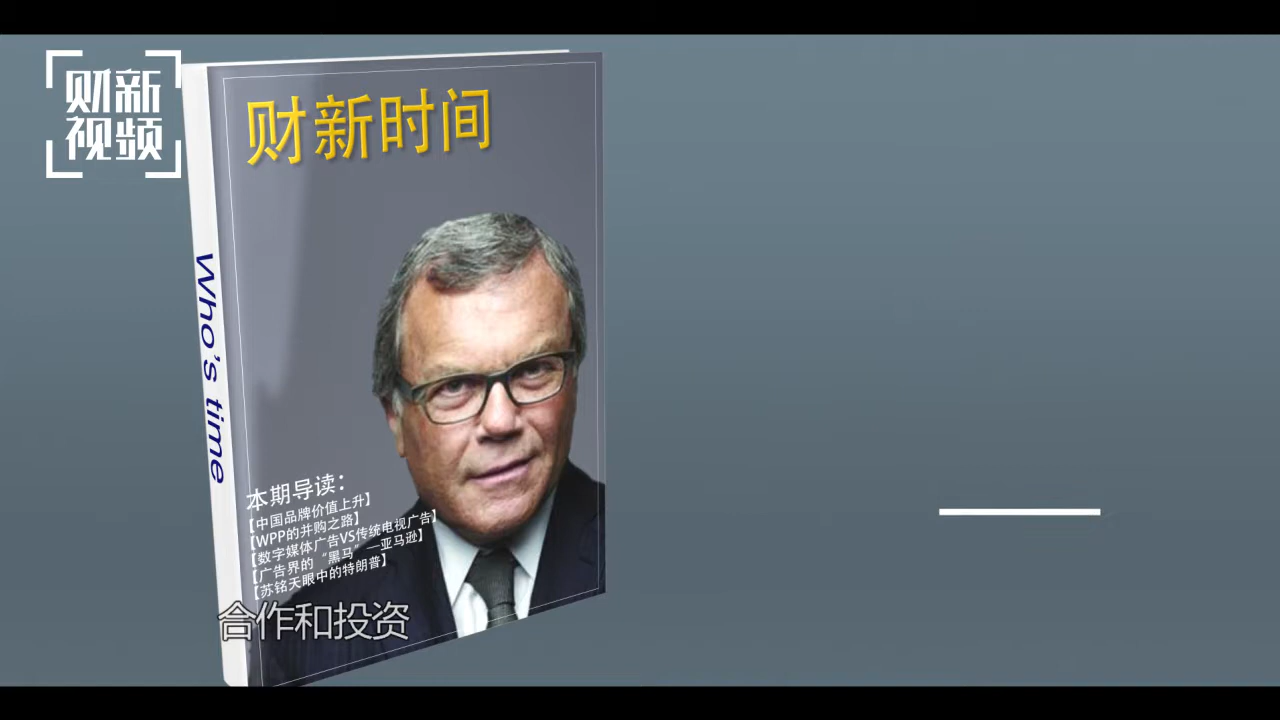 财新
视频
财新时间
Who's time
本期导读：
【中国品牌价值上升】
【WPP的并购之路】
【数字媒体广告VS传统电视广告】
【广告界的“黑马”—亚马逊】
【苏铭天眼中的特朗普】
合作和投资